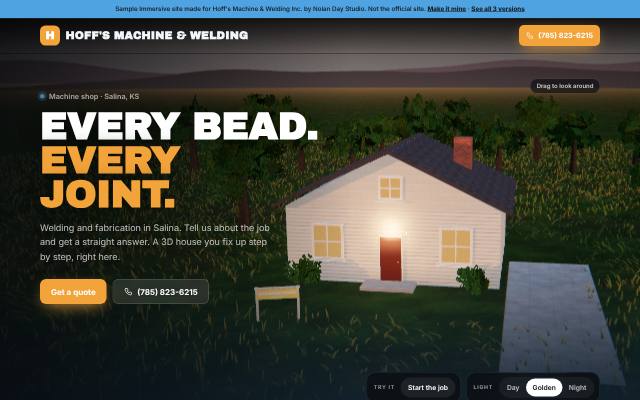 Sample Immersive site made for Hoff's Machine & Welding Inc. by Nolan Day Studio. Not the official site. Make it mine · See all 3 versions
H HOFF'S MACHINE & WELDING
(785) 823-6215
Drag to look around
Machine shop · Salina, KS
EVERY BEAD.
EVERY
JOINT.
Welding and fabrication in Salina. Tell us about the job
and get a straight answer. A 3D house you fix up step
by step, right here.
Get a quote
(785) 823-6215
TRY IT Start the job
LIGHT Day Golden Night